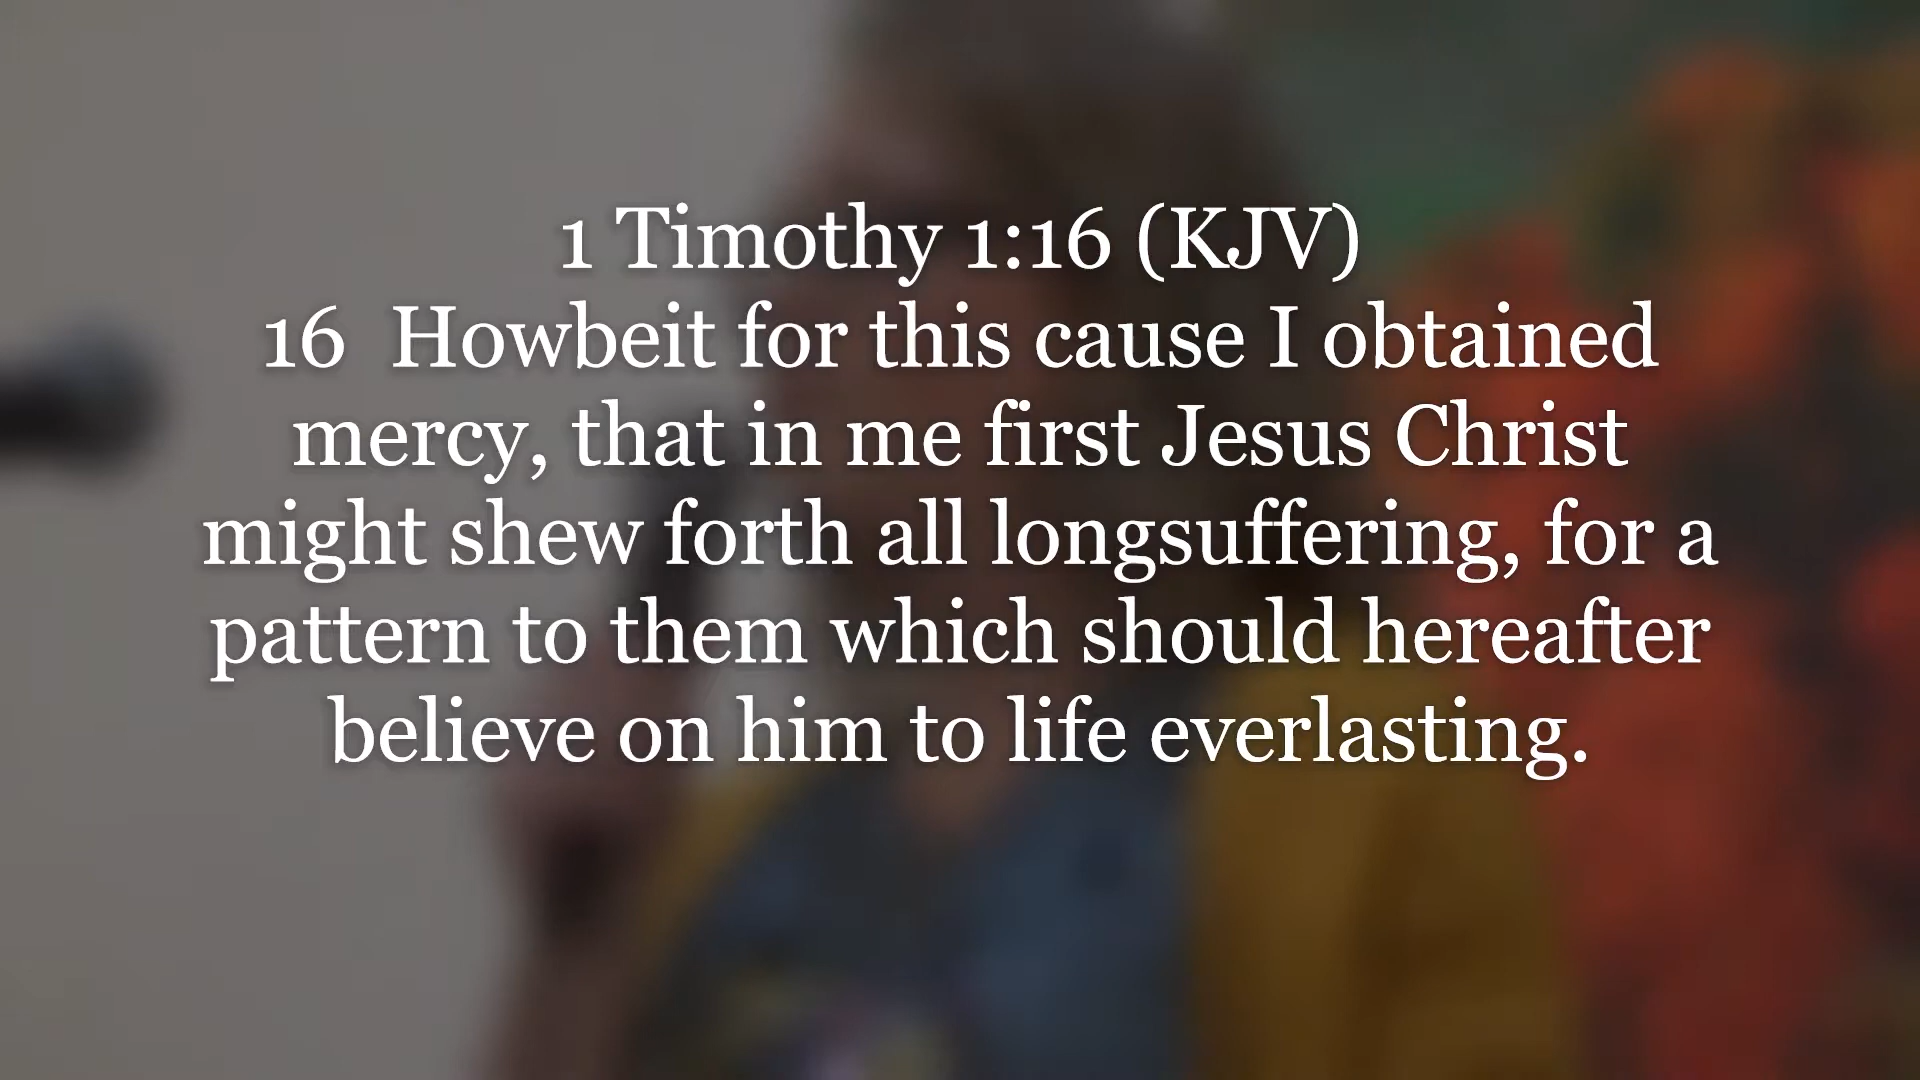 1 Timothy 1:16 (KJV)
16  Howbeit for this cause I obtained
mercy, that in me first Jesus Christ
might shew forth all longsuffering, for a
pattern to them which should hereafter
believe on him to life everlasting.